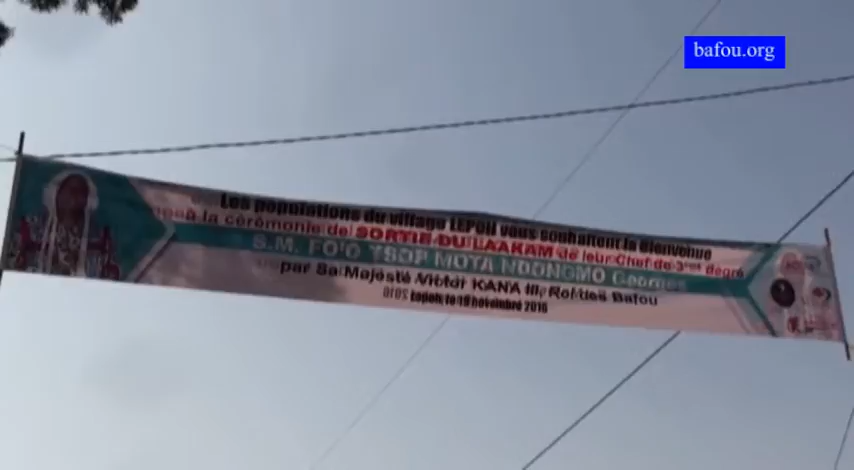 bafou.org
Les populations du village LEPOH vous souhaitent la bienvenue
à la cérémonie de SORTIE DU LAAKAM de leur Chef de 3ème degré
S.M. FO'O TSOP MOTA NDONGMO Georges
par Sa Majesté Victor KANA III, Roi des Bafou
Lepoh, le 19 novembre 2016